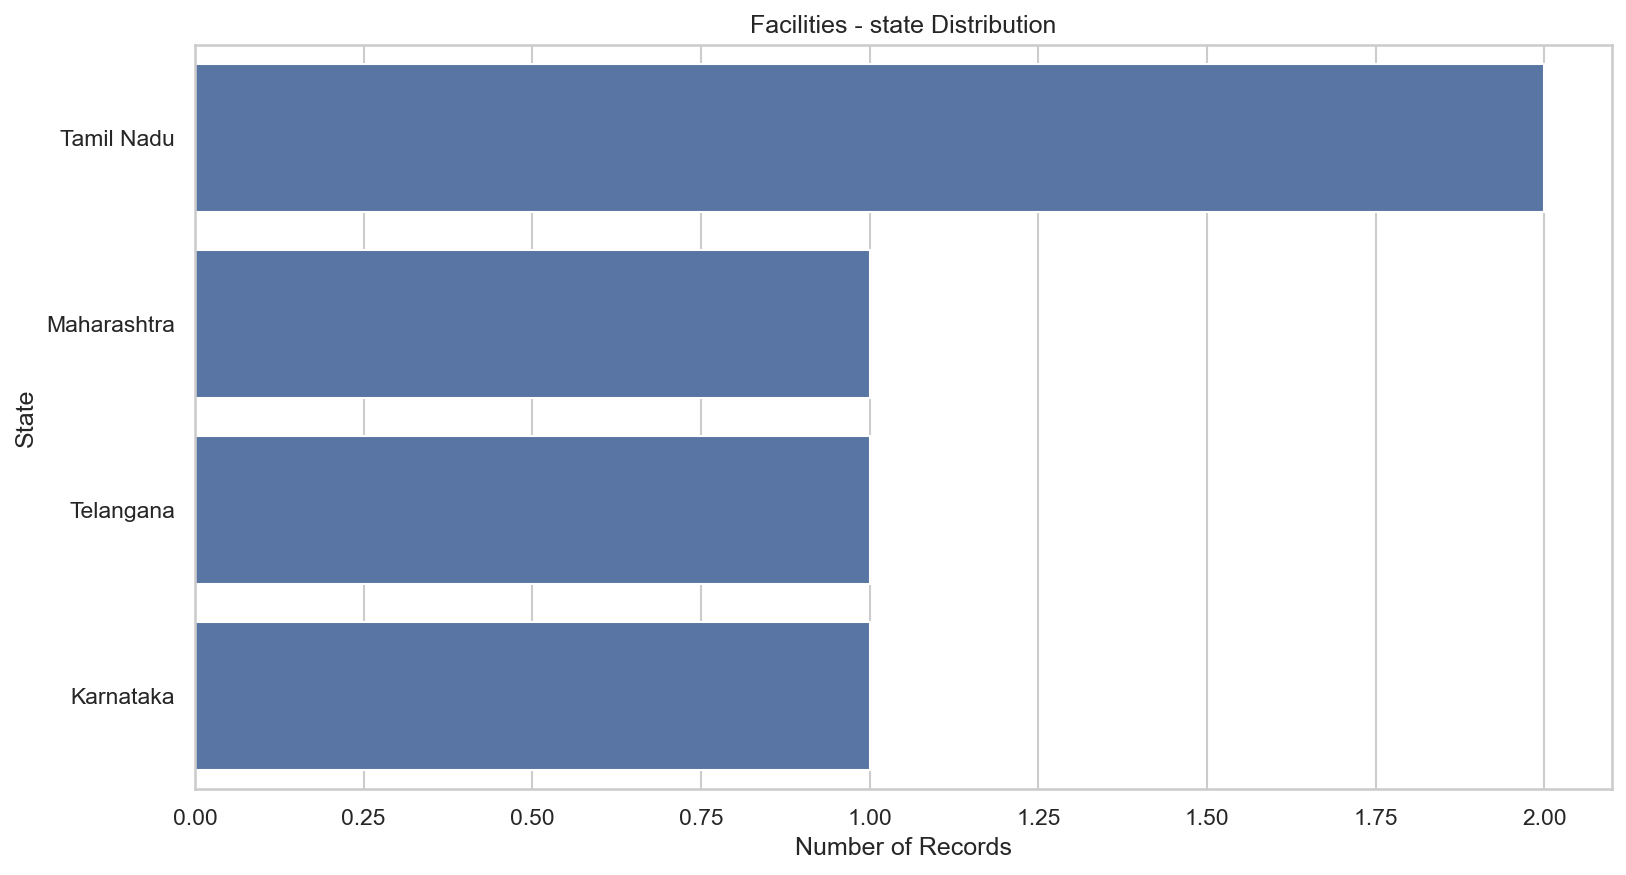 Facilities - state Distribution
Tamil Nadu
Maharashtra
Telangana
Karnataka
State
0.00 0.25 0.50 0.75 1.00 1.25 1.50 1.75 2.00
Number of Records